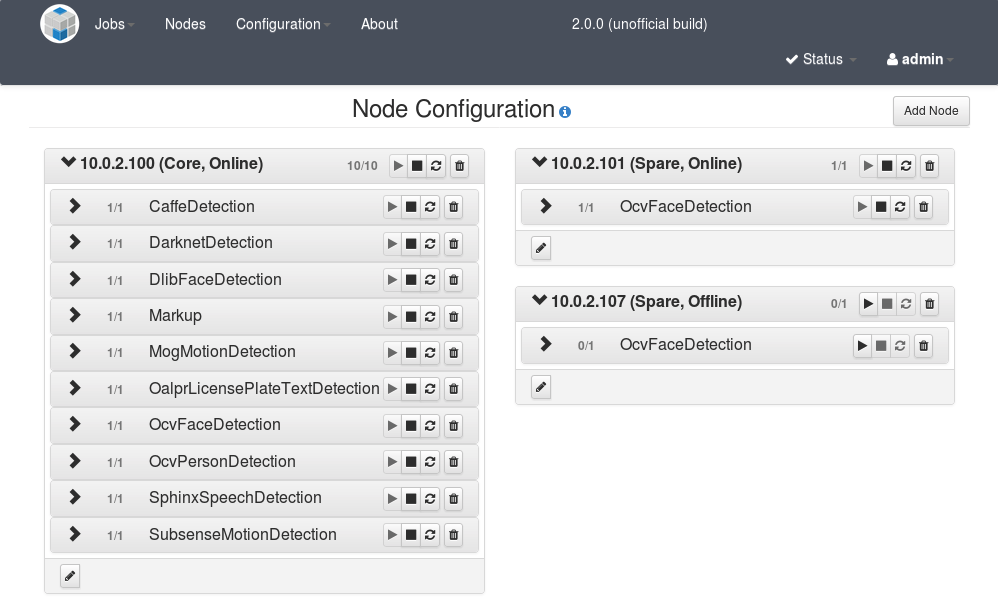 Jobs Nodes Configuration About 2.0.0 (unofficial build)
Status admin
Node Configuration
Add Node
10.0.2.100 (Core, Online) 10/10
1/1 CaffeDetection
1/1 DarknetDetection
1/1 DlibFaceDetection
1/1 Markup
1/1 MogMotionDetection
1/1 OalprLicensePlateTextDetection
1/1 OcvFaceDetection
1/1 OcvPersonDetection
1/1 SphinxSpeechDetection
1/1 SubsenseMotionDetection
10.0.2.101 (Spare, Online) 1/1
1/1 OcvFaceDetection
10.0.2.107 (Spare, Offline) 0/1
0/1 OcvFaceDetection